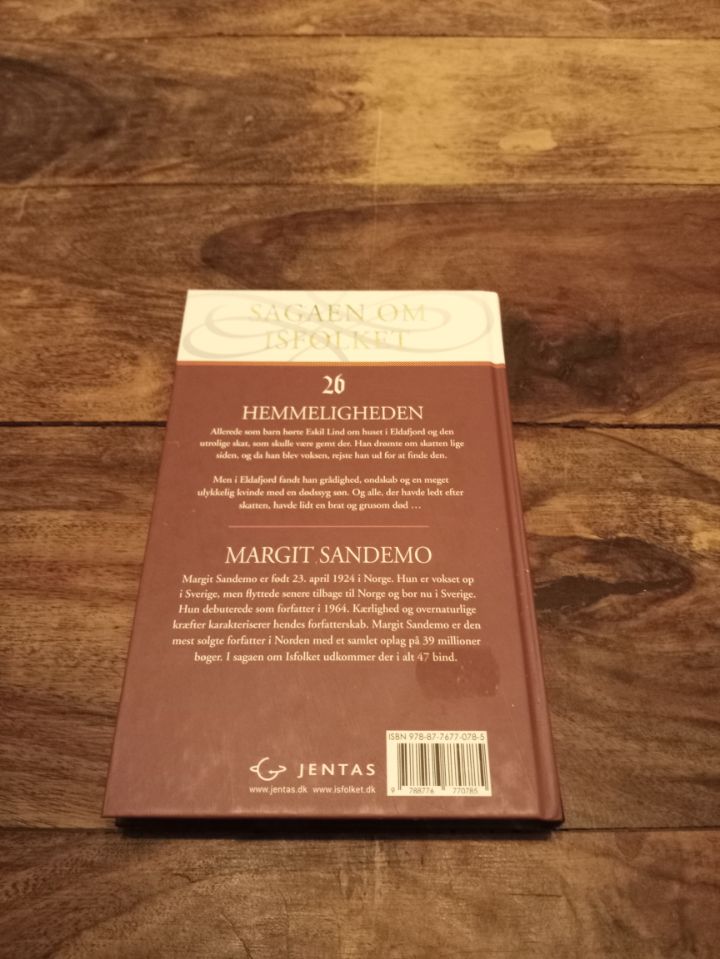 SAGAEN OM
ISFOLKET
26
HEMMELIGHEDEN
Allerede som barn hørte Eskil Lind om huset i Eldafjord og den
utrolige skat, som skulle være gemt der. Han drømte om skatten lige
siden, og da han blev voksen, rejste han ud for at finde den.
Men i Eldafjord fandt han grådighed, ondskab og en meget
ulykkelig kvinde med en dødssyg søn. Og alle, der havde ledt efter
skatten, havde lidt en brat og grusom død ...
MARGIT SANDEMO
Margit Sandemo er født 23. april 1924 i Norge. Hun er vokset op
i Sverige, men flyttede senere tilbage til Norge og bor nu i Sverige.
Hun debuterede som forfatter i 1964. Kærlighed og overnaturlige
kræfter karakteriserer hendes forfatterskab. Margit Sandemo er den
mest solgte forfatter i Norden med et samlet oplag på 39 millioner
bøger. I sagaen om Isfolket udkommer der i alt 47 bind.
ISBN 978-87-7677-078-5
JENTAS
www.jentas.dk www.isfolket.dk
9 788776 770785